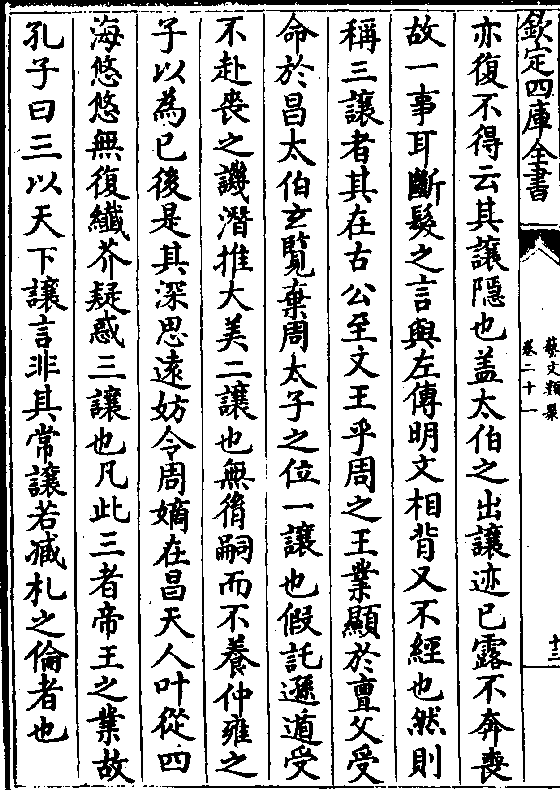 欽定四庫全書
藝文類聚
卷二十一
十三
亦復不得云其讓隱也盖太伯之出讓迹已露不奔喪
故一事耳斷髮之言與左傳明文相背又不經也然則
稱三讓者其在古公至文王乎周之王業顯於亶父受
命於昌太伯玄覽棄周太子之位一讓也假託遜遁受
不赴喪之譏潛推大美二讓也無胤嗣而不養仲雍之
子以為已後是其深思遠妨令周嫡在昌天人叶從四
海悠悠無復纖芥疑惑三讓也凡此三者帝王之業故
孔子曰三以天下讓言非其常讓若臧札之倫者也